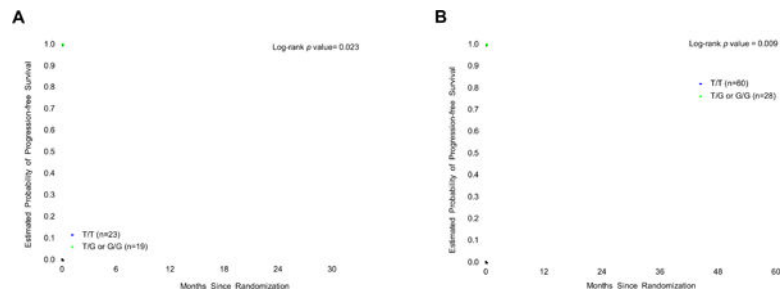 A
Log-rank p value= 0.023
Estimated Probability of Progression-free Survival
1.0
0.9
0.8
0.7
0.6
0.5
0.4
0.3
0.2
0.1
0.0
T/T (n=23)
T/G or G/G (n=19)
0 6 12 18 24 30
Months Since Randomization
B
Log-rank p value = 0.009
Estimated Probability of Progression-free Survival
1.0
0.9
0.8
0.7
0.6
0.5
0.4
0.3
0.2
0.1
0.0
T/T (n=60)
T/G or G/G (n=28)
0 12 24 36 48 60
Months Since Randomization